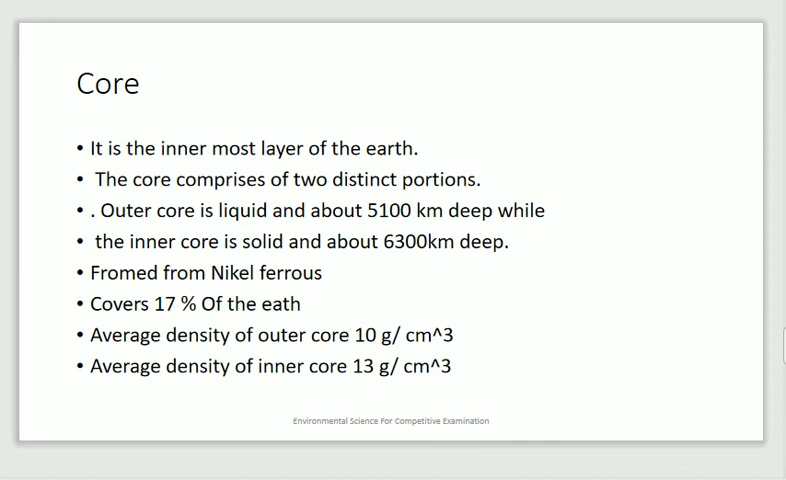 Core
• It is the inner most layer of the earth.
•  The core comprises of two distinct portions.
• . Outer core is liquid and about 5100 km deep while
•  the inner core is solid and about 6300km deep.
• Fromed from Nikel ferrous
• Covers 17 % Of the eath
• Average density of outer core 10 g/ cm^3
• Average density of inner core 13 g/ cm^3
Environmental Science For Competitive Examination